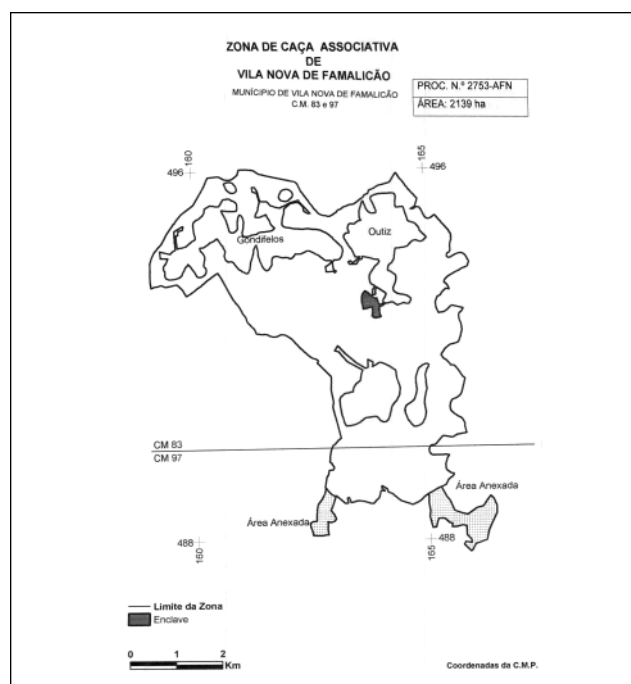 ZONA DE CAÇA ASSOCIATIVA
DE
VILA NOVA DE FAMALICÃO
MUNICÍPIO DE VILA NOVA DE FAMALICÃO
C.M. 83 e 97
PROC. N.º 2753-AFN
ÁREA: 2139 ha
160
496
165
496
Gondifelos
Outiz
CM 83
CM 97
Área Anexada
Área Anexada
488
160
488
165
Limite da Zona
Enclave
0 1 2
Km
Coordenadas da C.M.P.